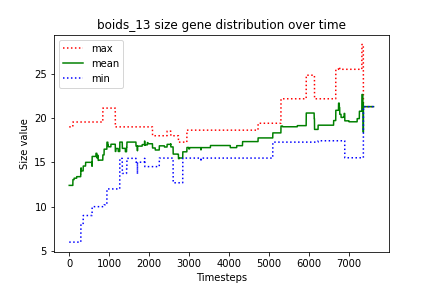 boids_13 size gene distribution over time
max
mean
min
Size value
25
20
15
10
5
0
1000
2000
3000
4000
5000
6000
7000
Timesteps